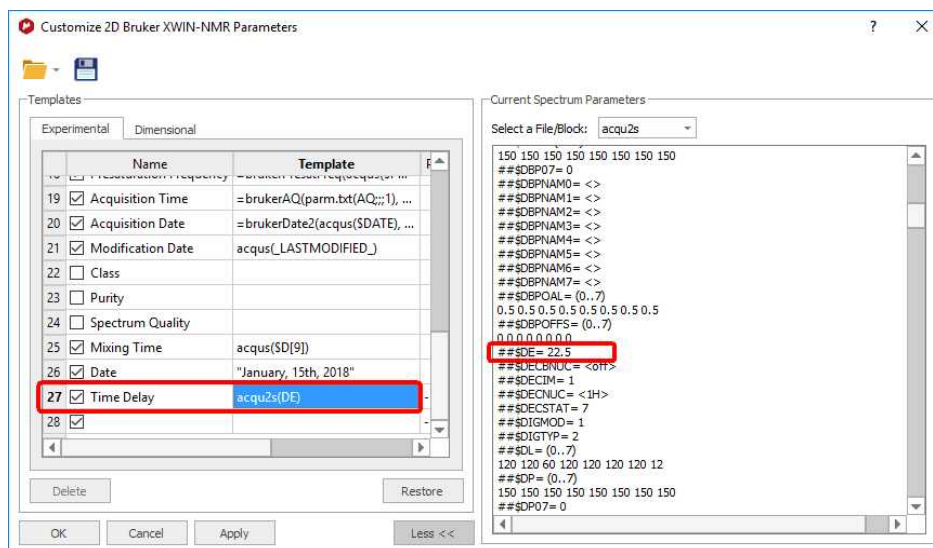 Customize 2D Bruker XWIN-NMR Parameters
Templates
Experimental Dimensional
Name Template
19 Acquisition Time =brukerAQ(parm.txt(AQ;;;1), ...
20 Acquisition Date =brukerDate2(acqus($DATE), ...
21 Modification Date acqus(_LASTMODIFIED_)
22 Class
23 Purity
24 Spectrum Quality
25 Mixing Time acqus($D[9])
26 Date "January, 15th, 2018"
27 Time Delay acqu2s(DE)
28
Delete Restore
OK Cancel Apply Less <<
Current Spectrum Parameters
Select a File/Block: acqu2s
150 150 150 150 150 150 150 150
##$DBP07= 0
##$DBPNAM0= <>
##$DBPNAM1= <>
##$DBPNAM2= <>
##$DBPNAM3= <>
##$DBPNAM4= <>
##$DBPNAM5= <>
##$DBPNAM6= <>
##$DBPNAM7= <>
##$DBPOAL= (0..7)
0.5 0.5 0.5 0.5 0.5 0.5 0.5 0.5
##$DBPOFFS= (0..7)
0 0 0 0 0 0 0 0
##$DE= 22.5
##$DECBNUC= <off>
##$DECIM= 1
##$DECNUC= <1H>
##$DECSTAT= 7
##$DIGMOD= 1
##$DIGTYP= 2
##$DL= (0..7)
120 120 60 120 120 120 120 12
##$DP= (0..7)
150 150 150 150 150 150 150 150
##$DP07= 0